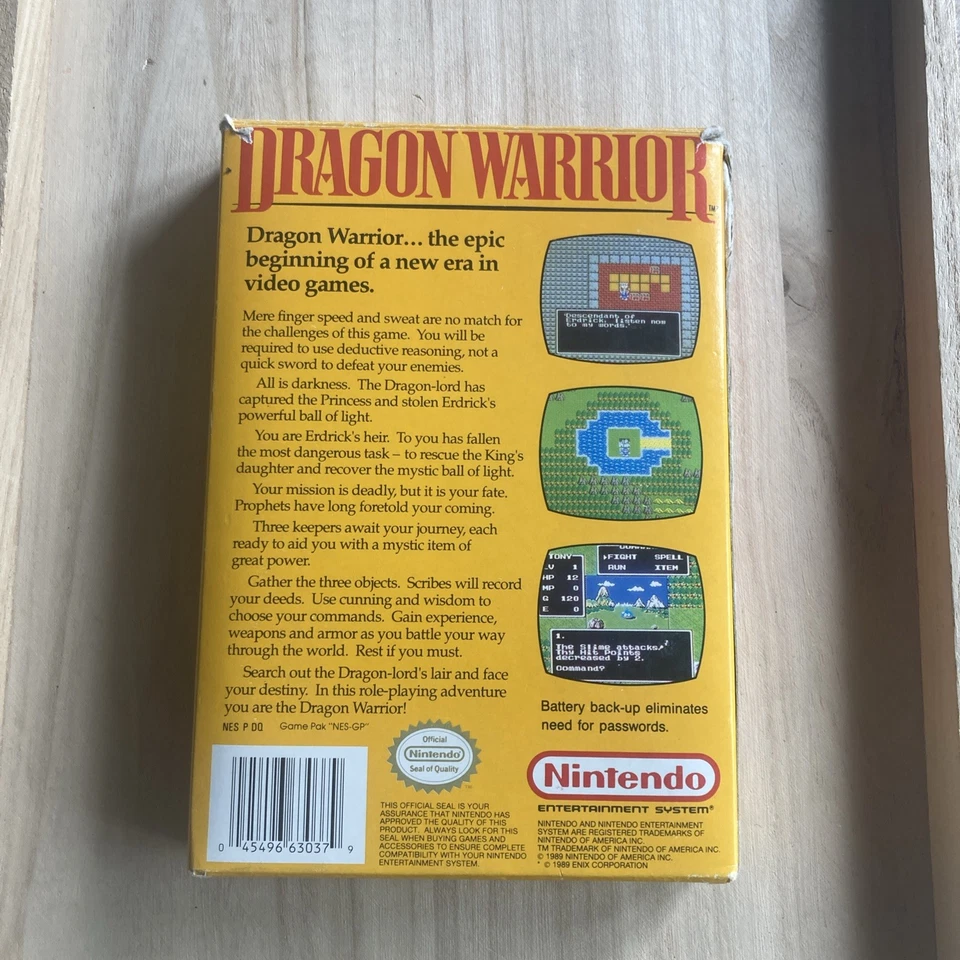 DRAGON WARRIOR™
Dragon Warrior... the epic
beginning of a new era in
video games.
Mere finger speed and sweat are no match for
the challenges of this game. You will be
required to use deductive reasoning, not a
quick sword to defeat your enemies.
All is darkness. The Dragon-lord has
captured the Princess and stolen Erdrick's
powerful ball of light.
You are Erdrick's heir. To you has fallen
the most dangerous task – to rescue the King's
daughter and recover the mystic ball of light.
Your mission is deadly, but it is your fate.
Prophets have long foretold your coming.
Three keepers await your journey, each
ready to aid you with a mystic item of
great power.
Gather the three objects. Scribes will record
your deeds. Use cunning and wisdom to
choose your commands. Gain experience,
weapons and armor as you battle your way
through the world. Rest if you must.
Search out the Dragon-lord's lair and face
your destiny. In this role-playing adventure
you are the Dragon Warrior!
NES P DQ Game Pak "NES-GP"
Descendant of
Erdrick, listen now
to my words.
TONY
LV 1
HP 12
MP 0
G 120
E 0
FIGHT SPELL
RUN ITEM
1.
The Slime attacks!
Thy Hit Points
decreased by 2.
Command?
Battery back-up eliminates
need for passwords.
0 45496 63037 9
Official
Nintendo
Seal of Quality
THIS OFFICIAL SEAL IS YOUR
ASSURANCE THAT NINTENDO HAS
APPROVED THE QUALITY OF THIS
PRODUCT. ALWAYS LOOK FOR THIS
SEAL WHEN BUYING GAMES AND
ACCESSORIES TO ENSURE COMPLETE
COMPATIBILITY WITH YOUR NINTENDO
ENTERTAINMENT SYSTEM.
Nintendo
ENTERTAINMENT SYSTEM®
NINTENDO AND NINTENDO ENTERTAINMENT
SYSTEM ARE REGISTERED TRADEMARKS OF
NINTENDO OF AMERICA INC.
TM TRADEMARK OF NINTENDO OF AMERICA INC.
© 1989 NINTENDO OF AMERICA INC.
* © 1989 ENIX CORPORATION